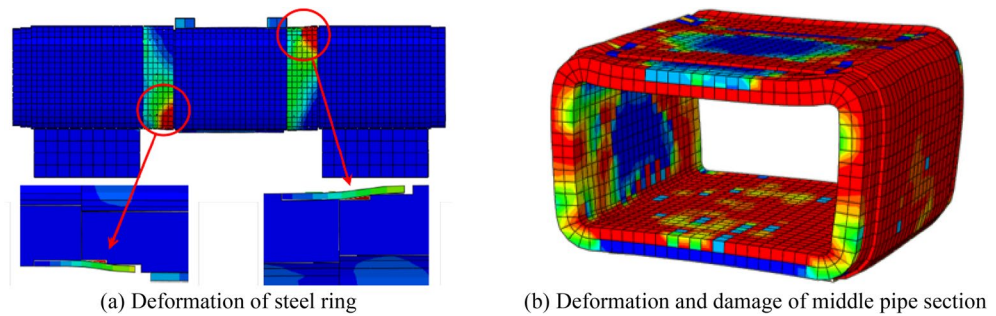 (a) Deformation of steel ring
(b) Deformation and damage of middle pipe section